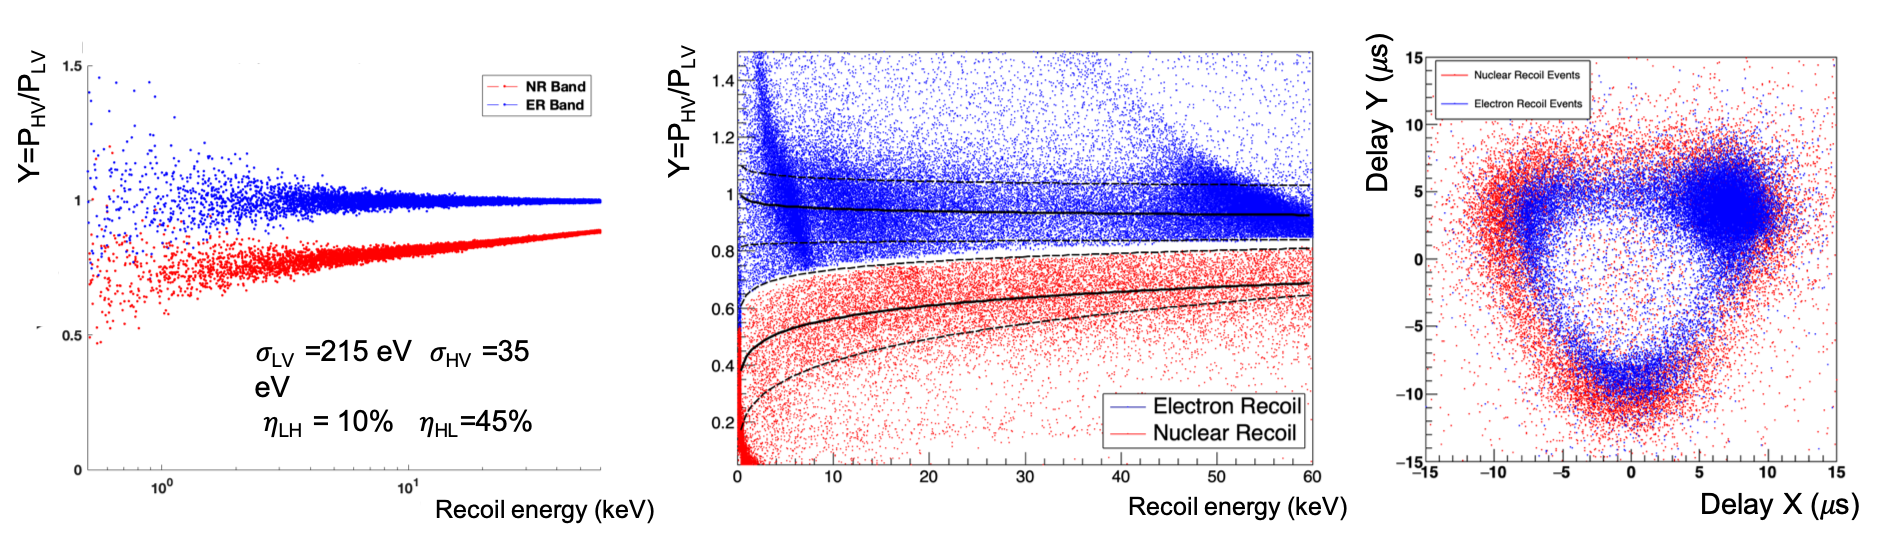 Y=P_HV/P_LV
1.5
1
0.5
0
NR Band
ER Band
σ_LV =215 eV σ_HV =35
eV
η_LH = 10% η_HL=45%
10⁰
10¹
Recoil energy (keV)
Y=P_HV/P_LV
1.4
1.2
1
0.8
0.6
0.4
0.2
Electron Recoil
Nuclear Recoil
0 10 20 30 40 50 60
Recoil energy (keV)
Delay Y (μs)
15
10
5
0
−5
−10
−15
Nuclear Recoil Events
Electron Recoil Events
−15 −10 −5 0 5 10 15
Delay X (μs)